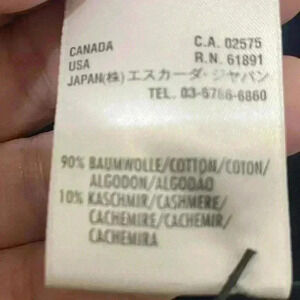 CANADA C.A. 02575
USA R.N. 61891
JAPAN(株)エスカーダ・ジャパン
TEL. 03-5766-6860
90% BAUMWOLLE/COTTON/COTON/
ALGODON/ALGODAO
10% KASCHMIR/CASHMERE/
CACHEMIRE/CACHEMIR/
CACHEMIRA